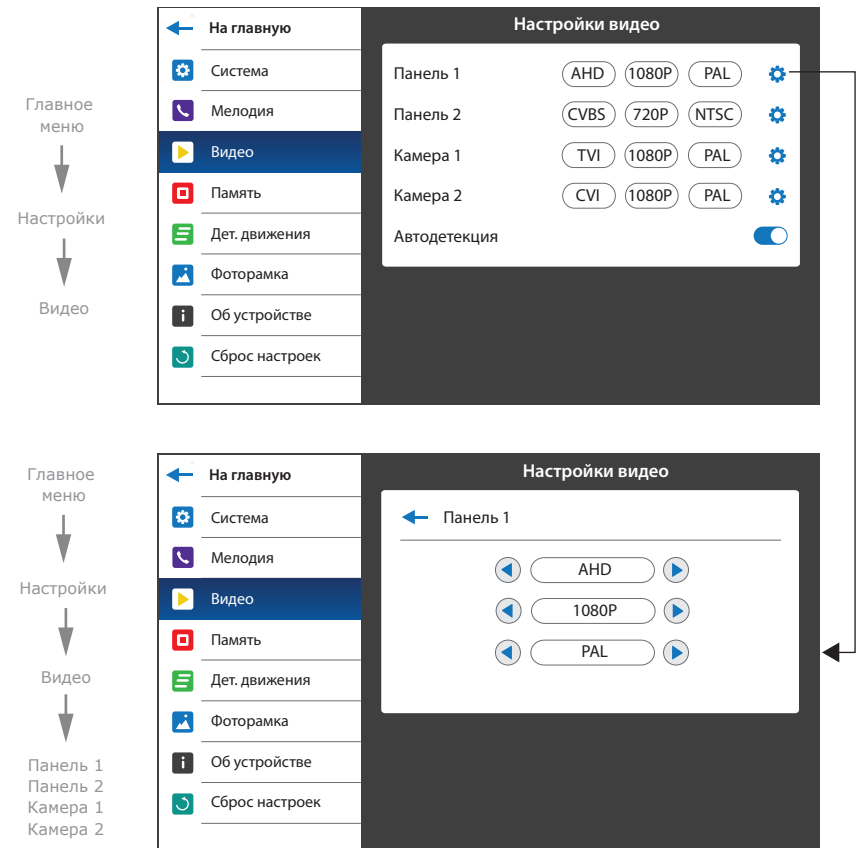 Главное
меню
Настройки
Видео
На главную
Система
Мелодия
Видео
Память
Дет. движения
Фоторамка
Об устройстве
Сброс настроек
Настройки видео
Панель 1 AHD 1080P PAL
Панель 2 CVBS 720P NTSC
Камера 1 TVI 1080P PAL
Камера 2 CVI 1080P PAL
Автодетекция
Главное
меню
Настройки
Видео
Панель 1
Панель 2
Камера 1
Камера 2
На главную
Система
Мелодия
Видео
Память
Дет. движения
Фоторамка
Об устройстве
Сброс настроек
Настройки видео
Панель 1
AHD
1080P
PAL